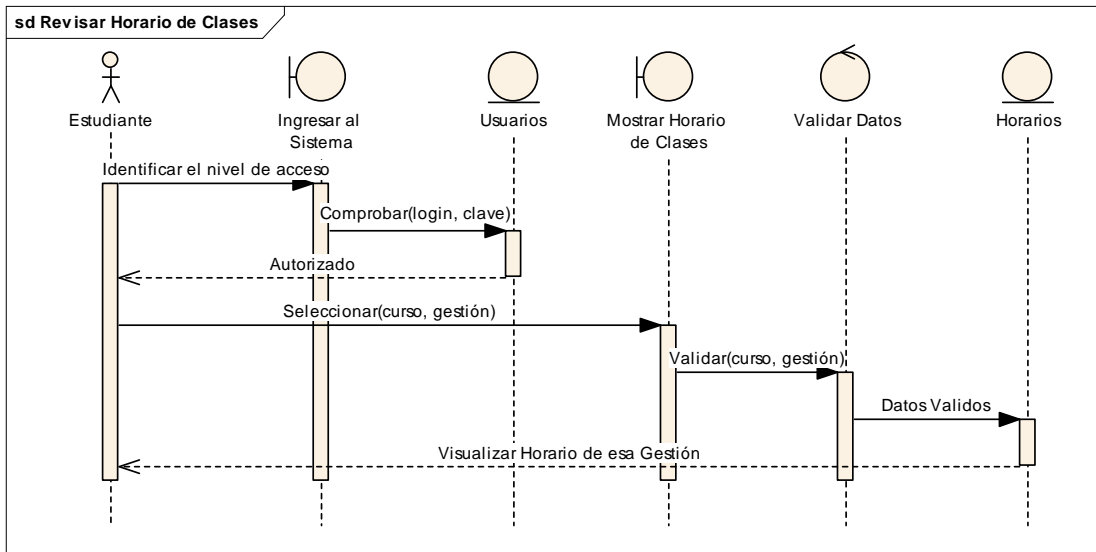 sd Revisar Horario de Clases
Estudiante
Ingresar al
Sistema
Usuarios
Mostrar Horario
de Clases
Validar Datos
Horarios
Identificar el nivel de acceso
Comprobar(login, clave)
Autorizado
Seleccionar(curso, gestión)
Validar(curso, gestión)
Datos Validos
Visualizar Horario de esa Gestión